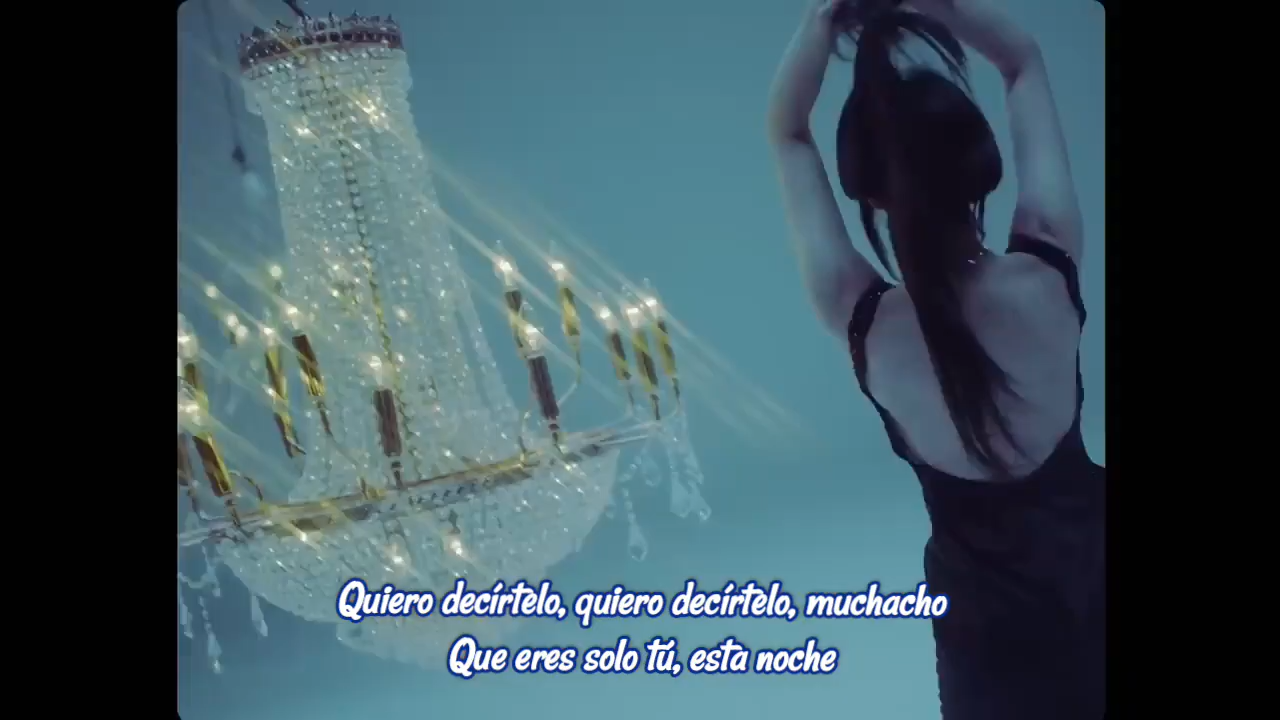 Quiero decírtelo, quiero decírtelo, muchacho
Que eres solo tú, esta noche